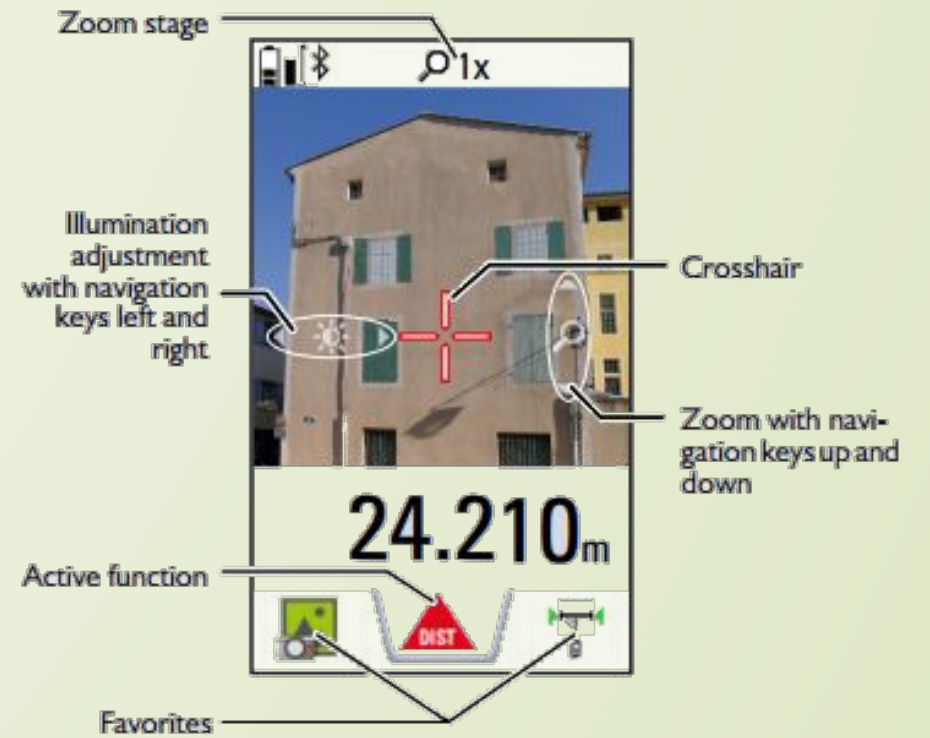 Zoom stage
1x
Illumination
adjustment
with navigation
keys left and
right
Crosshair
Zoom with navi-
gation keys up and
down
24.210m
Active function
DIST
Favorites